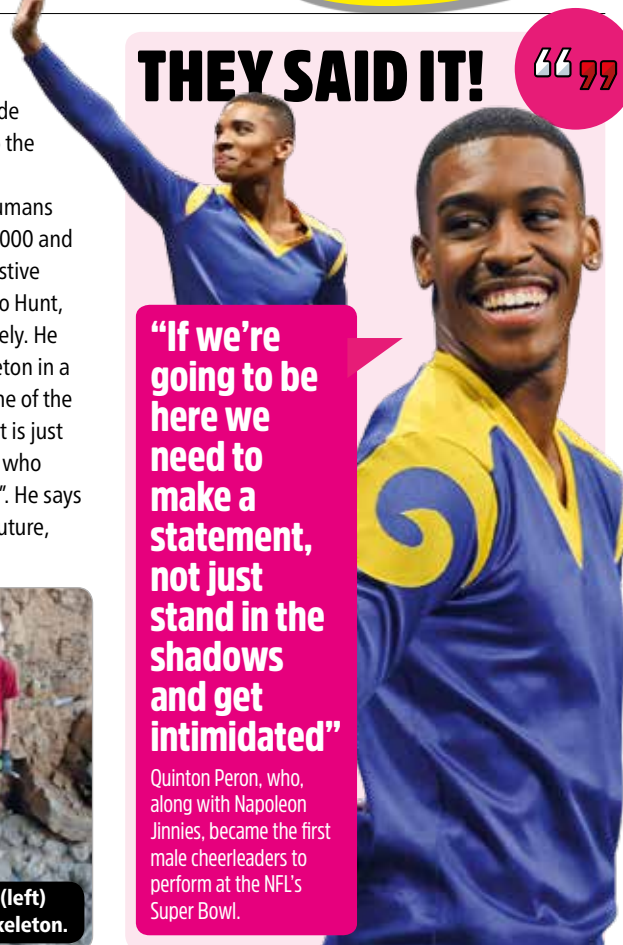 de
the
umans
000 and
stive
o Hunt,
ely. He
eton in a
ne of the
t is just
who
”. He says
uture,
(left)
keleton.
THEY SAID IT!
“If we’re
going to be
here we
need to
make a
statement,
not just
stand in the
shadows
and get
intimidated”
Quinton Peron, who,
along with Napoleon
Jinnies, became the first
male cheerleaders to
perform at the NFL’s
Super Bowl.